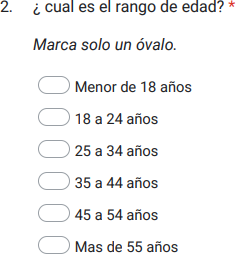 2. ¿ cual es el rango de edad? *
Marca solo un óvalo.
Menor de 18 años
18 a 24 años
25 a 34 años
35 a 44 años
45 a 54 años
Mas de 55 años